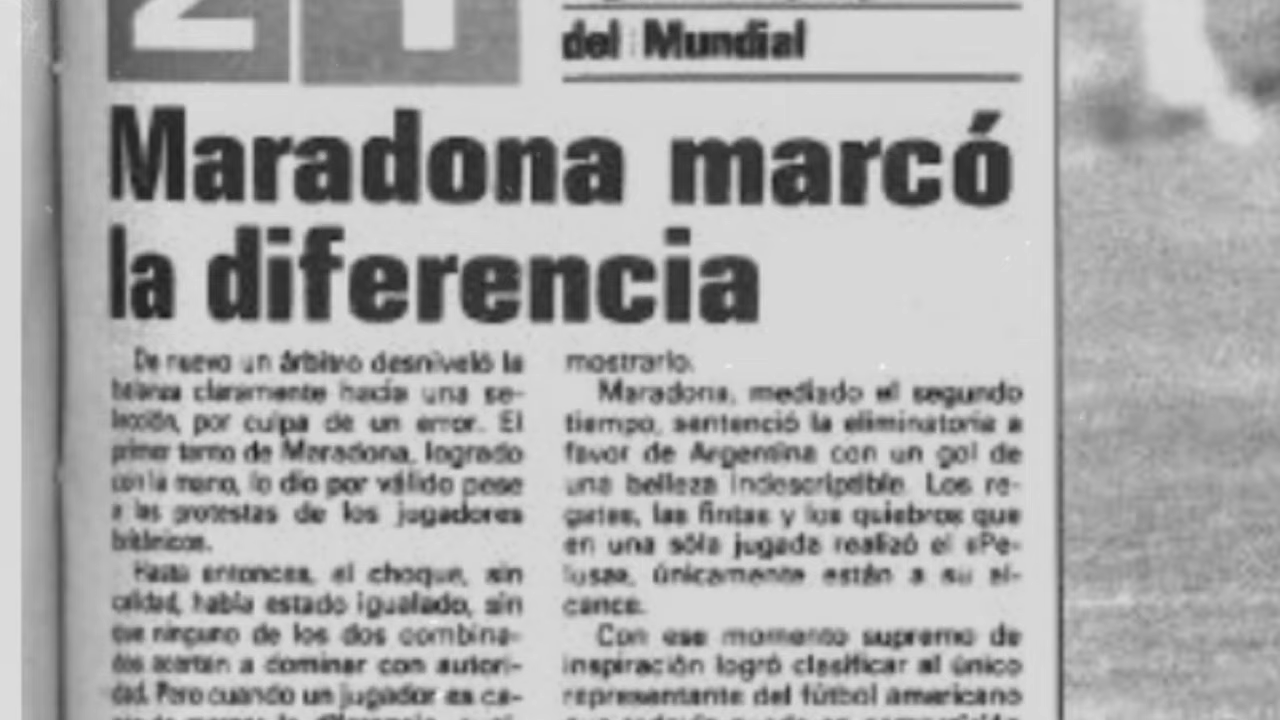 2 1
del Mundial
Maradona marcó
la diferencia
De nuevo un árbitro desniveló la
balanza claramente hacia una se-
lección, por culpa de un error. El
primer tanto de Maradona, logrado
con la mano, lo dio por válido pese
a las protestas de los jugadores
británicos.
Hasta entonces, el choque, sin
calidad, había estado igualado, sin
que ninguno de los dos combina-
dos acertan a dominar con autori-
dad. Pero cuando un jugador es ca-
mostrarlo.
Maradona, mediado el segundo
tiempo, sentenció la eliminatoria a
favor de Argentina con un gol de
una belleza indescriptible. Los re-
gates, las fintas y los quiebros que
en una sóla jugada realizó el «Pe-
lusa», únicamente están a su al-
cance.
Con ese momento supremo de
inspiración logró clasificar al único
representante del fútbol americano